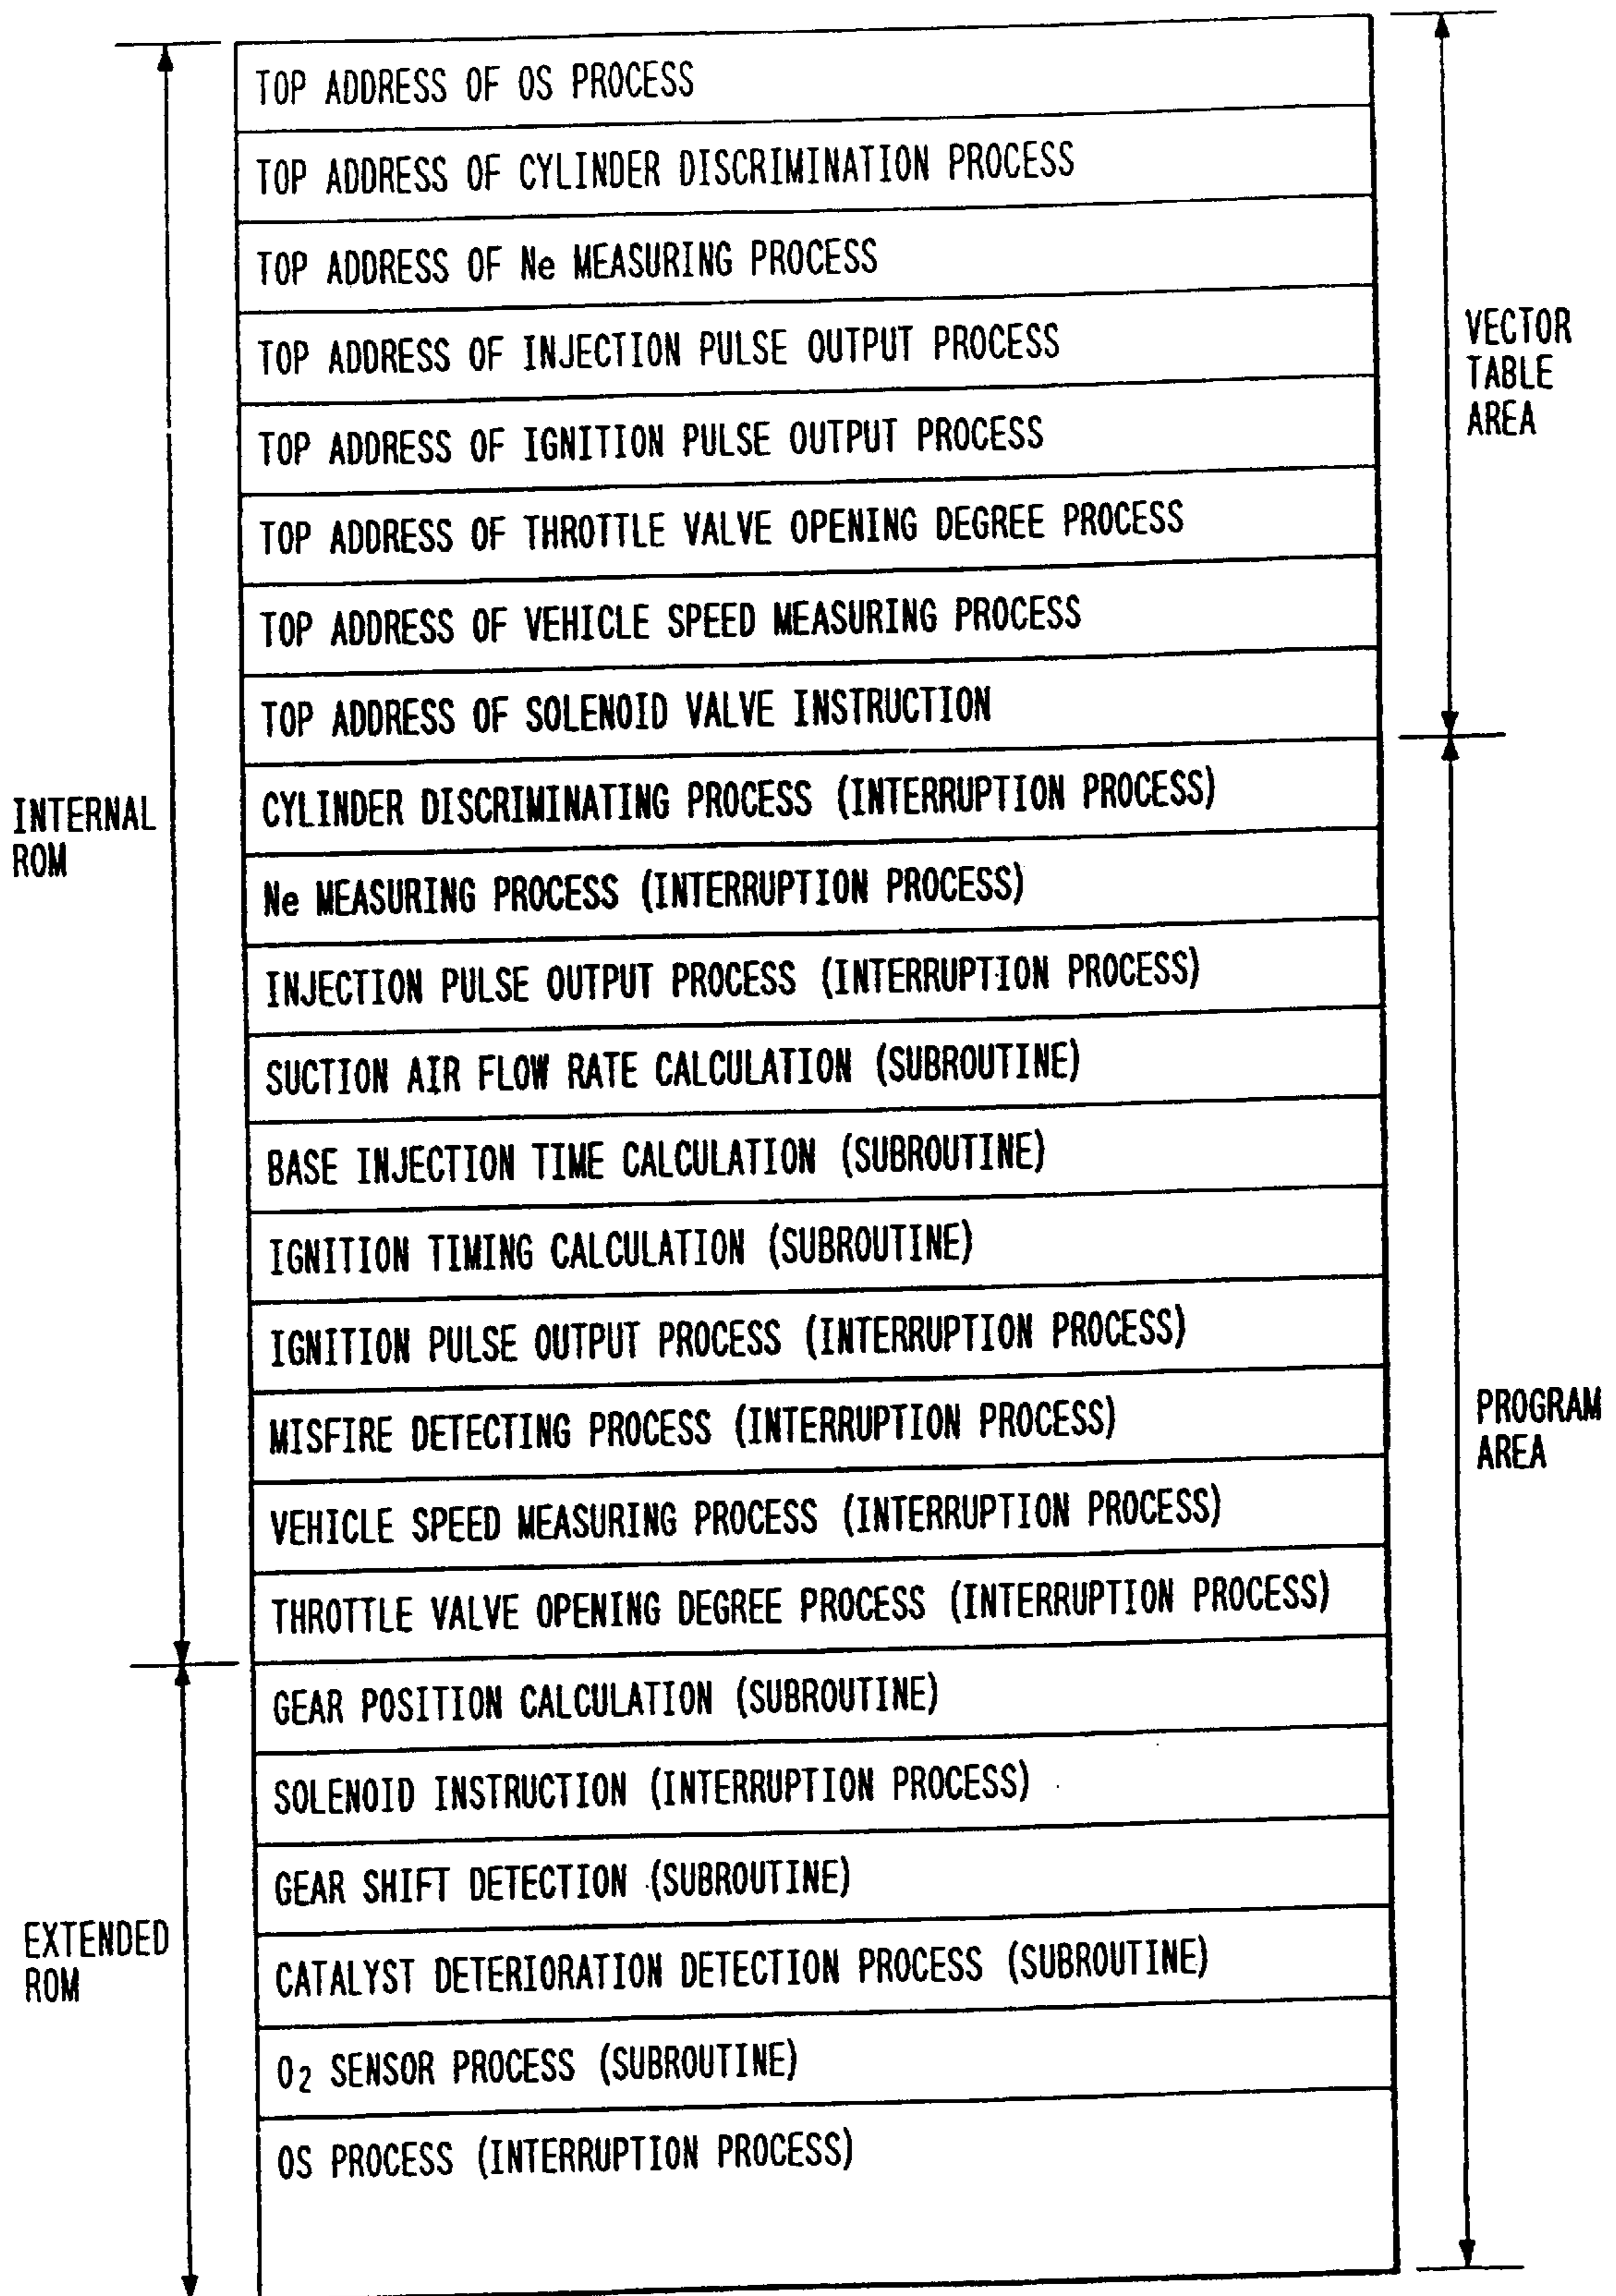 TOP ADDRESS OF OS PROCESS
TOP ADDRESS OF CYLINDER DISCRIMINATION PROCESS
TOP ADDRESS OF Ne MEASURING PROCESS
TOP ADDRESS OF INJECTION PULSE OUTPUT PROCESS
TOP ADDRESS OF IGNITION PULSE OUTPUT PROCESS
TOP ADDRESS OF THROTTLE VALVE OPENING DEGREE PROCESS
TOP ADDRESS OF VEHICLE SPEED MEASURING PROCESS
TOP ADDRESS OF SOLENOID VALVE INSTRUCTION
VECTOR
TABLE
AREA
INTERNAL
ROM
CYLINDER DISCRIMINATING PROCESS (INTERRUPTION PROCESS)
Ne MEASURING PROCESS (INTERRUPTION PROCESS)
INJECTION PULSE OUTPUT PROCESS (INTERRUPTION PROCESS)
SUCTION AIR FLOW RATE CALCULATION (SUBROUTINE)
BASE INJECTION TIME CALCULATION (SUBROUTINE)
IGNITION TIMING CALCULATION (SUBROUTINE)
IGNITION PULSE OUTPUT PROCESS (INTERRUPTION PROCESS)
MISFIRE DETECTING PROCESS (INTERRUPTION PROCESS)
VEHICLE SPEED MEASURING PROCESS (INTERRUPTION PROCESS)
THROTTLE VALVE OPENING DEGREE PROCESS (INTERRUPTION PROCESS)
PROGRAM
AREA
GEAR POSITION CALCULATION (SUBROUTINE)
SOLENOID INSTRUCTION (INTERRUPTION PROCESS)
GEAR SHIFT DETECTION (SUBROUTINE)
CATALYST DETERIORATION DETECTION PROCESS (SUBROUTINE)
O2 SENSOR PROCESS (SUBROUTINE)
OS PROCESS (INTERRUPTION PROCESS)
EXTENDED
ROM